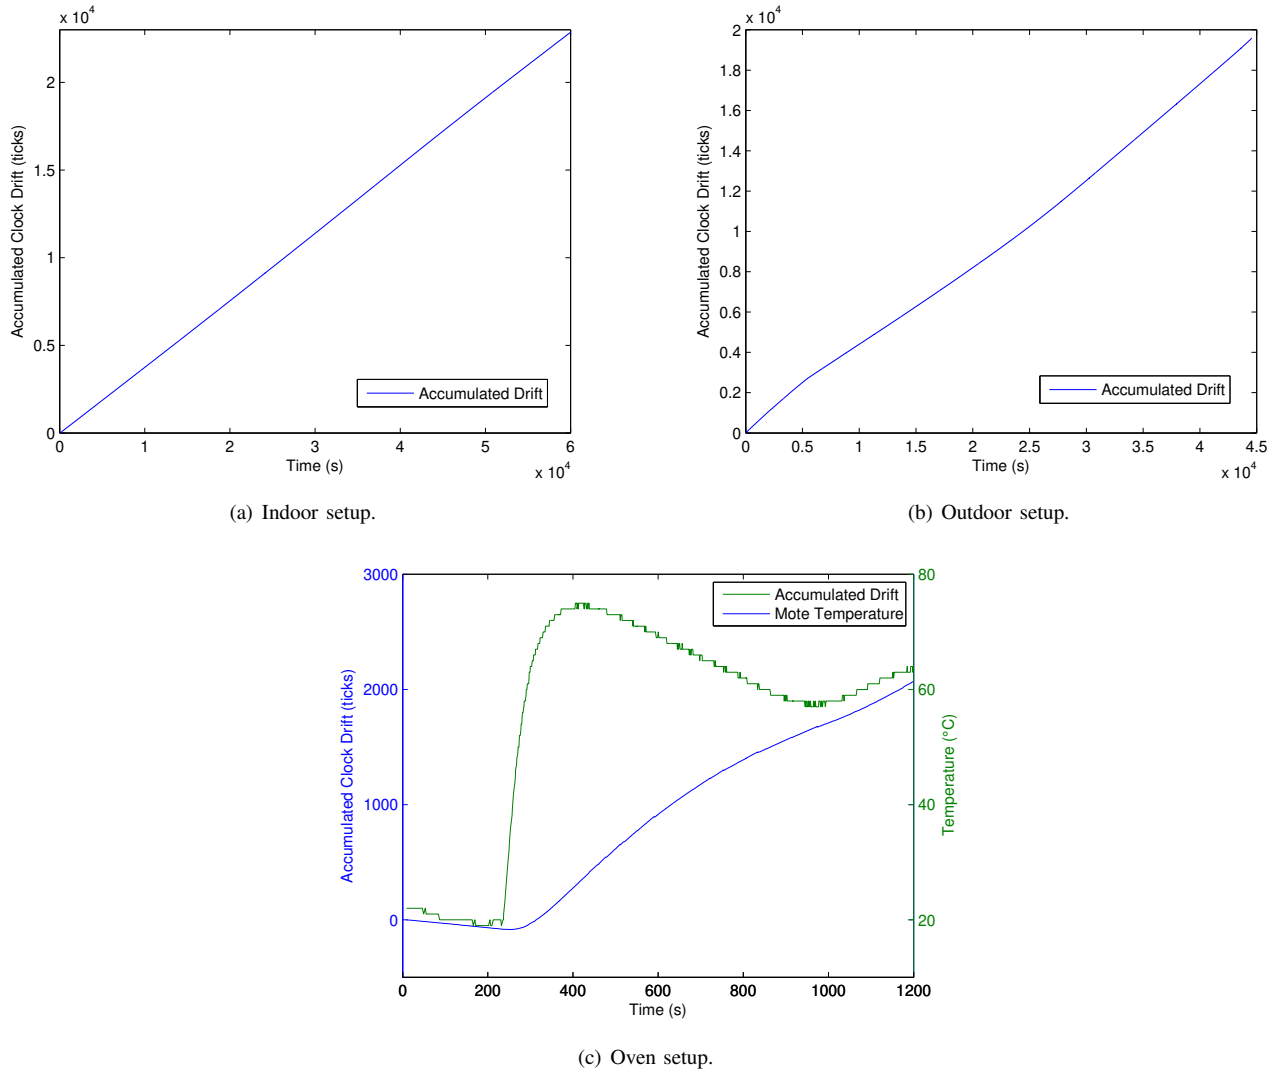 x 10^4
2
1.5
1
0.5
0
Accumulated Clock Drift (ticks)
Accumulated Drift
0 1 2 3 4 5 6
Time (s)
x 10^4
(a) Indoor setup.
x 10^4
2
1.8
1.6
1.4
1.2
1
0.8
0.6
0.4
0.2
0
Accumulated Clock Drift (ticks)
Accumulated Drift
0 0.5 1 1.5 2 2.5 3 3.5 4 4.5
Time (s)
x 10^4
(b) Outdoor setup.
3000
2000
1000
0
Accumulated Clock Drift (ticks)
Accumulated Drift
Mote Temperature
80
60
40
20
Temperature (°C)
0 200 400 600 800 1000 1200
Time (s)
(c) Oven setup.